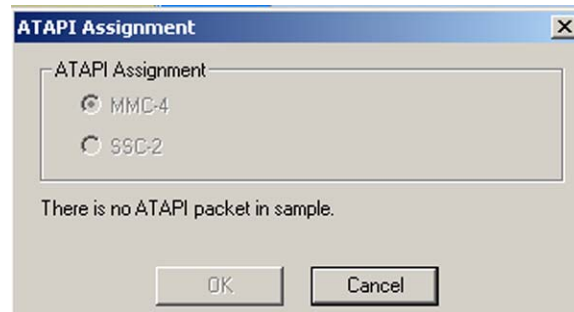 ATAPI Assignment
ATAPI Assignment
MMC-4
SSC-2
There is no ATAPI packet in sample.
OK
Cancel